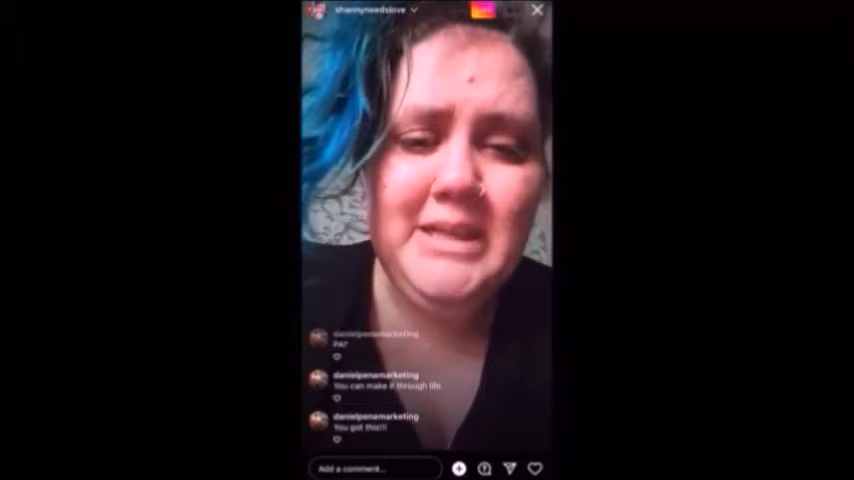 shannyneedslove
danielpenamarketing
PA?
danielpenamarketing
You can make it through life.
danielpenamarketing
You got this!!!
Add a comment...